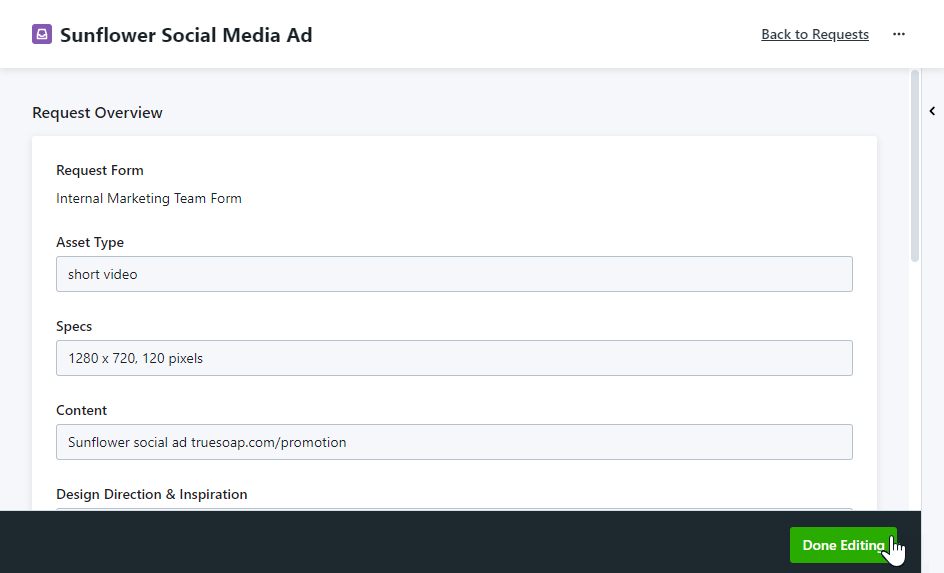 Sunflower Social Media Ad
Back to Requests
Request Overview
Request Form
Internal Marketing Team Form
Asset Type
short video
Specs
1280 x 720, 120 pixels
Content
Sunflower social ad truesoap.com/promotion
Design Direction & Inspiration
Done Editing